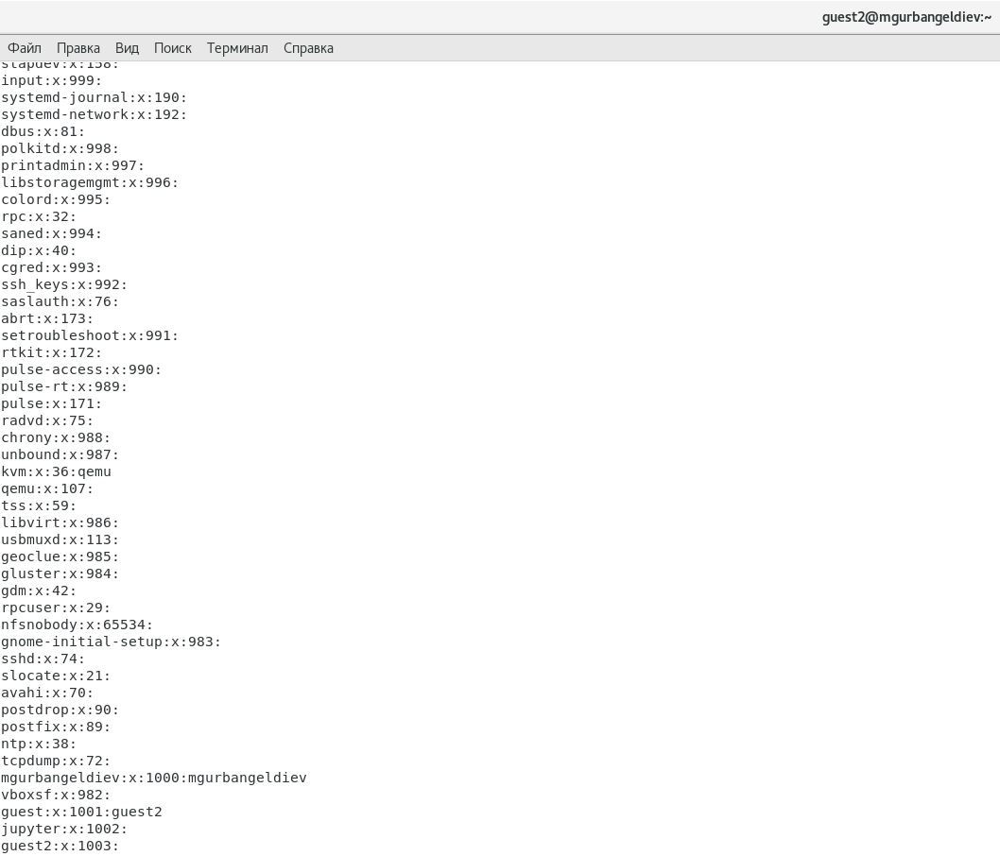 guest2@mgurbangeldiev:~
Файл Правка Вид Поиск Терминал Справка
stapdev:x:158:
input:x:999:
systemd-journal:x:190:
systemd-network:x:192:
dbus:x:81:
polkitd:x:998:
printadmin:x:997:
libstoragemgmt:x:996:
colord:x:995:
rpc:x:32:
saned:x:994:
dip:x:40:
cgred:x:993:
ssh_keys:x:992:
saslauth:x:76:
abrt:x:173:
setroubleshoot:x:991:
rtkit:x:172:
pulse-access:x:990:
pulse-rt:x:989:
pulse:x:171:
radvd:x:75:
chrony:x:988:
unbound:x:987:
kvm:x:36:qemu
qemu:x:107:
tss:x:59:
libvirt:x:986:
usbmuxd:x:113:
geoclue:x:985:
gluster:x:984:
gdm:x:42:
rpcuser:x:29:
nfsnobody:x:65534:
gnome-initial-setup:x:983:
sshd:x:74:
slocate:x:21:
avahi:x:70:
postdrop:x:90:
postfix:x:89:
ntp:x:38:
tcpdump:x:72:
mgurbangeldiev:x:1000:mgurbangeldiev
vboxsf:x:982:
guest:x:1001:guest2
jupyter:x:1002:
guest2:x:1003: